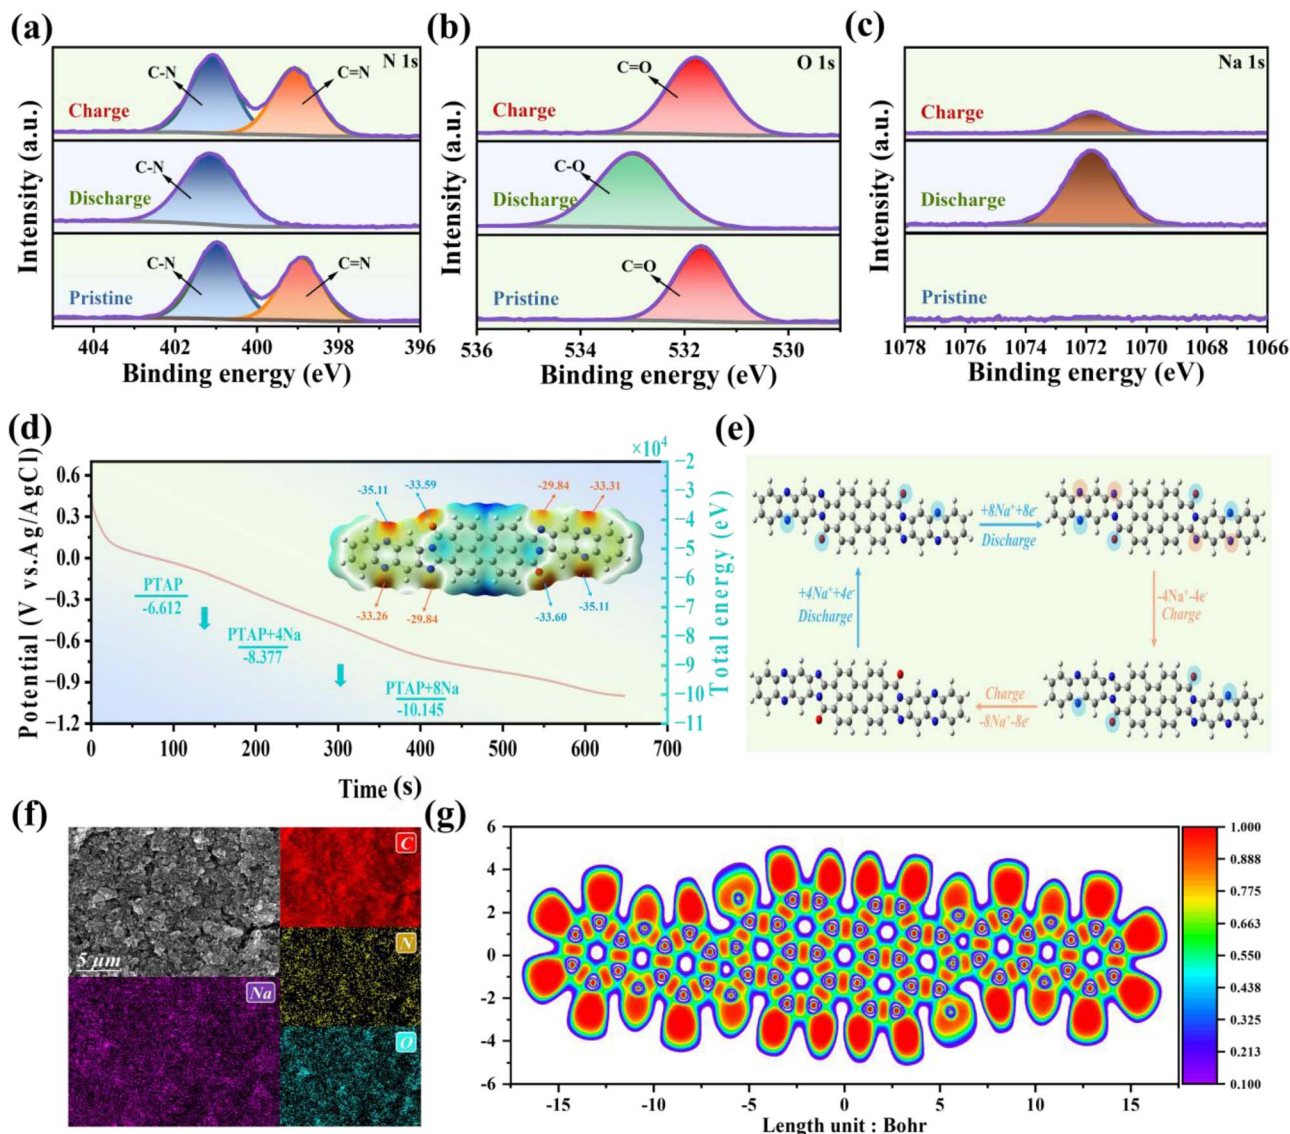 (a)
N 1s
C-N
C=N
Charge
C-N
Discharge
C-N
C=N
Pristine
Intensity (a.u.)
404 402 400 398 396
Binding energy (eV)
(b)
O 1s
C=O
Charge
C-O
Discharge
C=O
Pristine
Intensity (a.u.)
536 534 532 530
Binding energy (eV)
(c)
Na 1s
Charge
Discharge
Pristine
Intensity (a.u.)
1078 1076 1074 1072 1070 1068 1066
Binding energy (eV)
(d)
×10⁴
0.6
0.3
0.0
−0.3
−0.6
−0.9
−1.2
Potential (V vs.Ag/AgCl)
-35.11 -33.59 -29.84 -33.31
-33.26 -29.84 -33.60 -35.11
PTAP
-6.612
PTAP+4Na
-8.377
PTAP+8Na
-10.145
−2
−3
−4
−5
−6
−7
−8
−9
−10
−11
Total energy (eV)
0 100 200 300 400 500 600 700
Time (s)
(e)
+8Na⁺+8e⁻
Discharge
+4Na⁺+4e⁻
Discharge
-4Na⁺-4e⁻
Charge
Charge
-8Na⁺-8e⁻
(f)
5 μm
C
N
Na
O
(g)
6
4
2
0
-2
-4
-6
-15 -10 -5 0 5 10 15
Length unit : Bohr
1.000
0.888
0.775
0.663
0.550
0.438
0.325
0.213
0.100